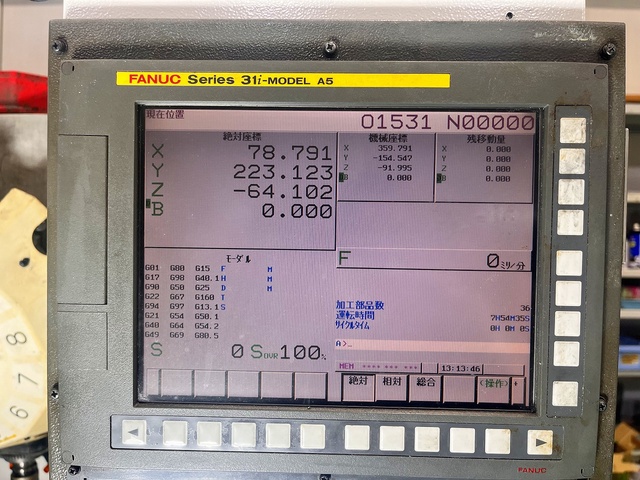 FANUC Series 31i-MODEL A5
現在位置
O1531 N00000
絶対座標
X 78.791
Y 223.123
Z -64.102
B 0.000
機械座標
X 359.791
Y -154.547
Z -91.995
B 0.000
残移動量
X 0.000
Y 0.000
Z 0.000
B 0.000
F 0 ミリ/分
モーダル
G01 G80 G15 F M
G17 G98 G40.1 H M
G90 G50 G25 D M
G22 G67 G160 T
G94 G97 G13.1 S
G21 G54 G50.1
G40 G64 G54.2
G49 G69 G80.5
加工部品数 36
運転時間 7H54M35S
サイクルタイム 0H 0M 0S
A>_
S 0 SOVR100%
MEM **** *** *** 13:13:46
絶対 相対 総合 (操作) +
FANUC
8
7
6